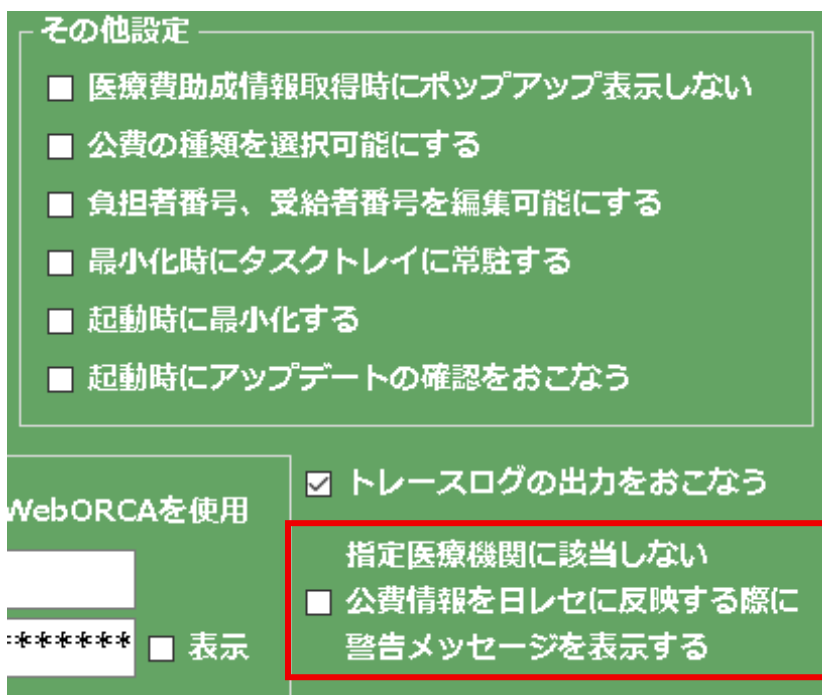 その他設定
医療費助成情報取得時にポップアップ表示しない
公費の種類を選択可能にする
負担者番号、受給者番号を編集可能にする
最小化時にタスクトレイに常駐する
起動時に最小化する
起動時にアップデートの確認をおこなう
トレースログの出力をおこなう
WebORCAを使用
指定医療機関に該当しない
公費情報を日レセに反映する際に
警告メッセージを表示する
******* 表示